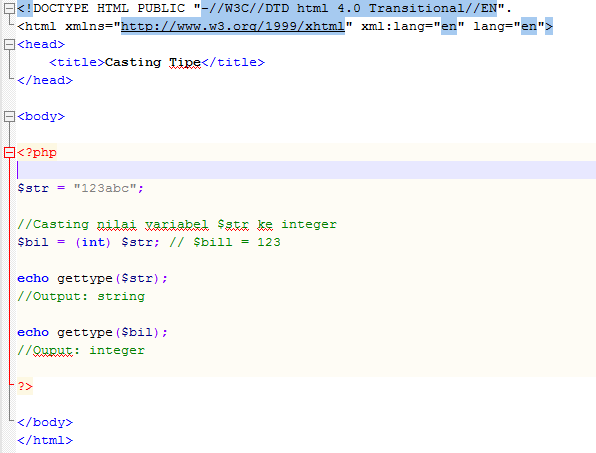 <!DOCTYPE HTML PUBLIC "-//W3C//DTD html 4.0 Transitional//EN".
<html xmlns="http://www.w3.org/1999/xhtml" xml:lang="en" lang="en">
<head>
<title>Casting Tipe</title>
</head>
<body>
<?php
$str = "123abc";
//Casting nilai variabel $str ke integer
$bil = (int) $str; // $bill = 123
echo gettype($str);
//Output: string
echo gettype($bil);
//Ouput: integer
?>
</body>
</html>